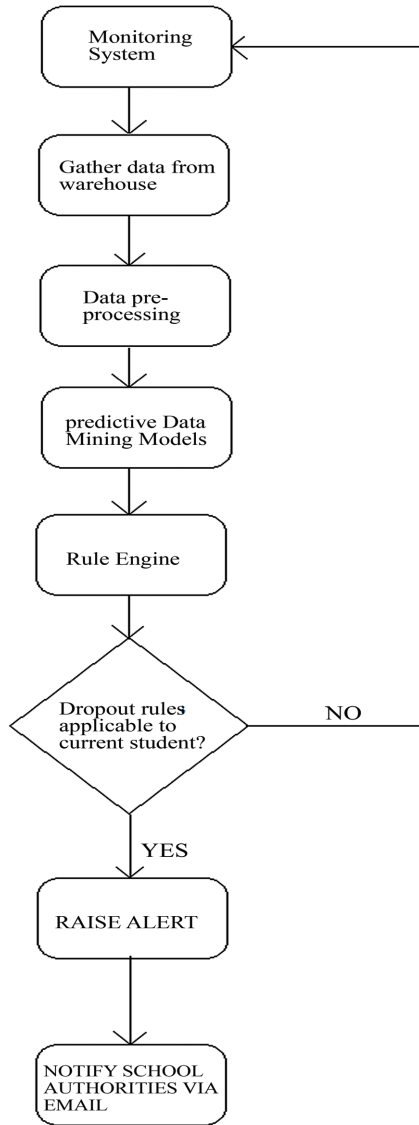 Monitoring
System
Gather data from
warehouse
Data pre-
processing
predictive Data
Mining Models
Rule Engine
Dropout rules
applicable to
current student?
NO
YES
RAISE ALERT
NOTIFY SCHOOL
AUTHORITIES VIA
EMAIL